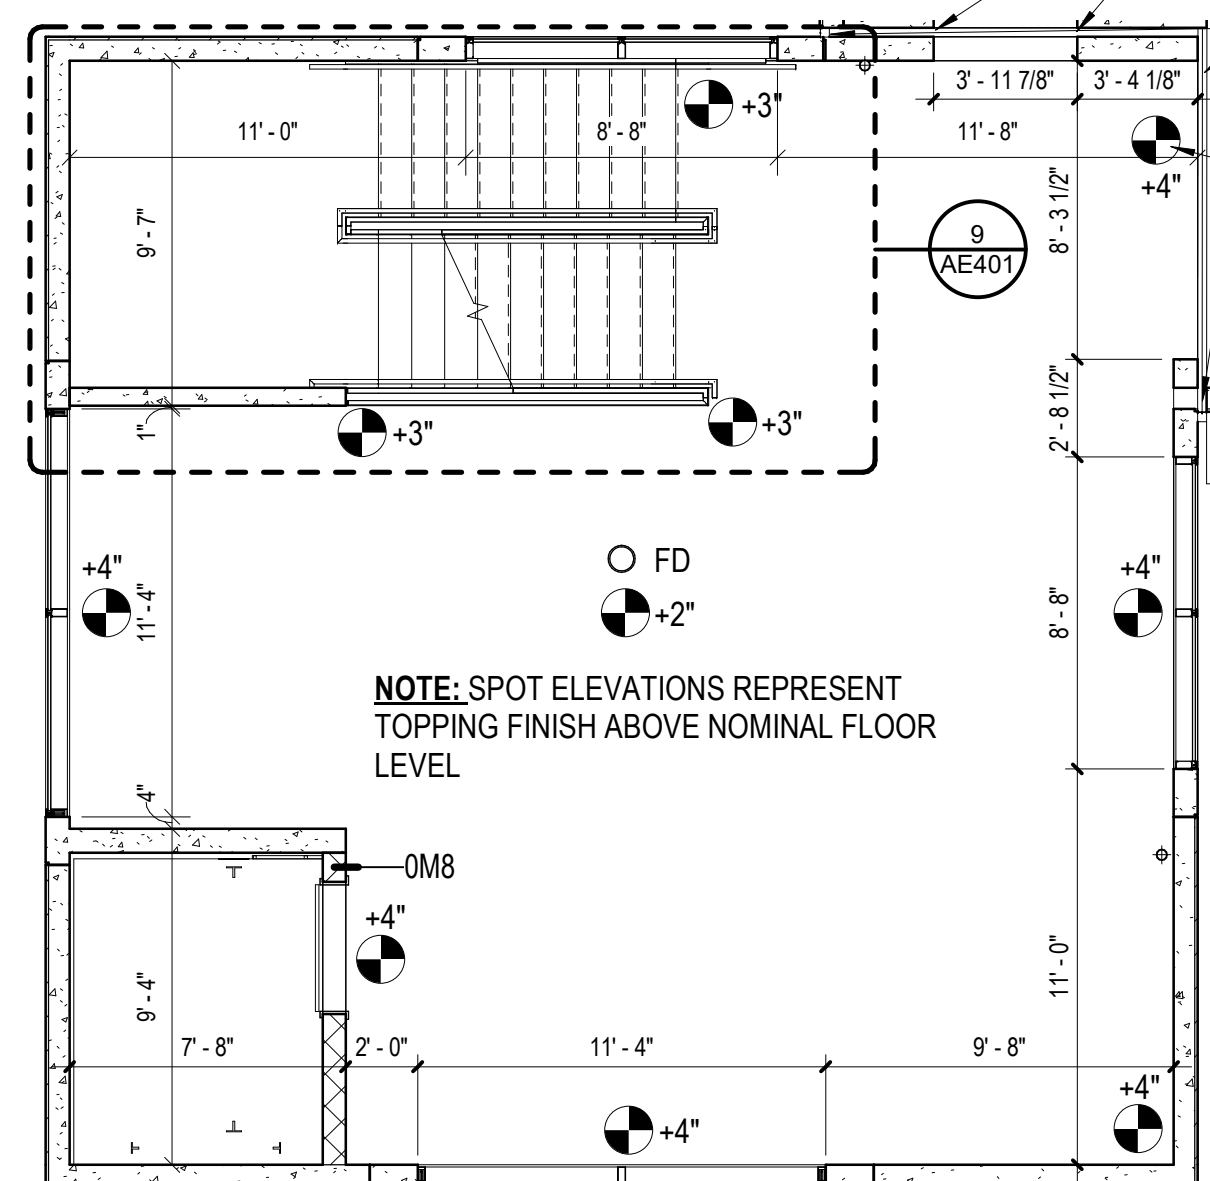 3' - 11 7/8"
3' - 4 1/8"
+3"
11' - 0"
8' - 8"
11' - 8"
+4"
8' - 3 1/2"
9' - 7"
9
AE401
2' - 8 1/2"
1"
+3"
+3"
FD
+4"
11' - 4"
+2"
8' - 8"
+4"
NOTE: SPOT ELEVATIONS REPRESENT
TOPPING FINISH ABOVE NOMINAL FLOOR
LEVEL
4"
0M8
+4"
9' - 4"
11' - 0"
7' - 8"
2' - 0"
11' - 4"
9' - 8"
+4"
+4"